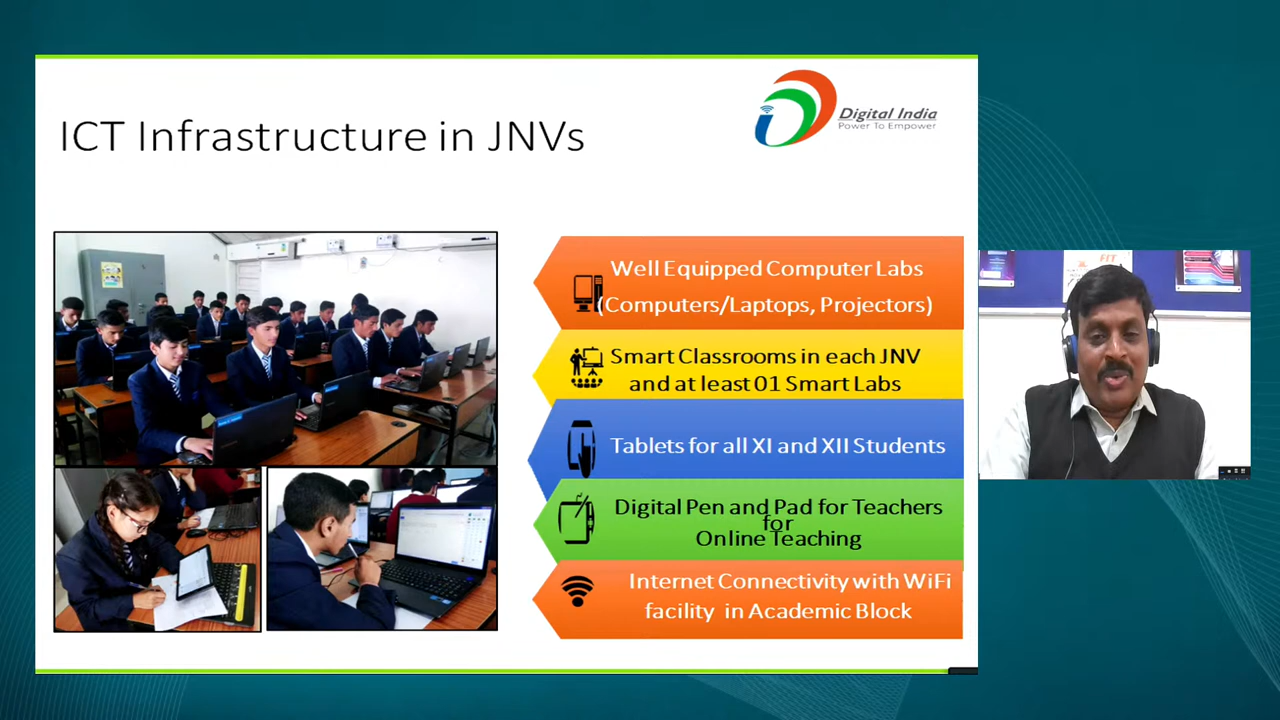 ICT Infrastructure in JNVs
Digital India
Power To Empower
Well Equipped Computer Labs
(Computers/Laptops, Projectors)
Smart Classrooms in each JNV
and at least 01 Smart Labs
Tablets for all XI and XII Students
Digital Pen and Pad for Teachers
for
Online Teaching
Internet Connectivity with WiFi
facility in Academic Block
FIT